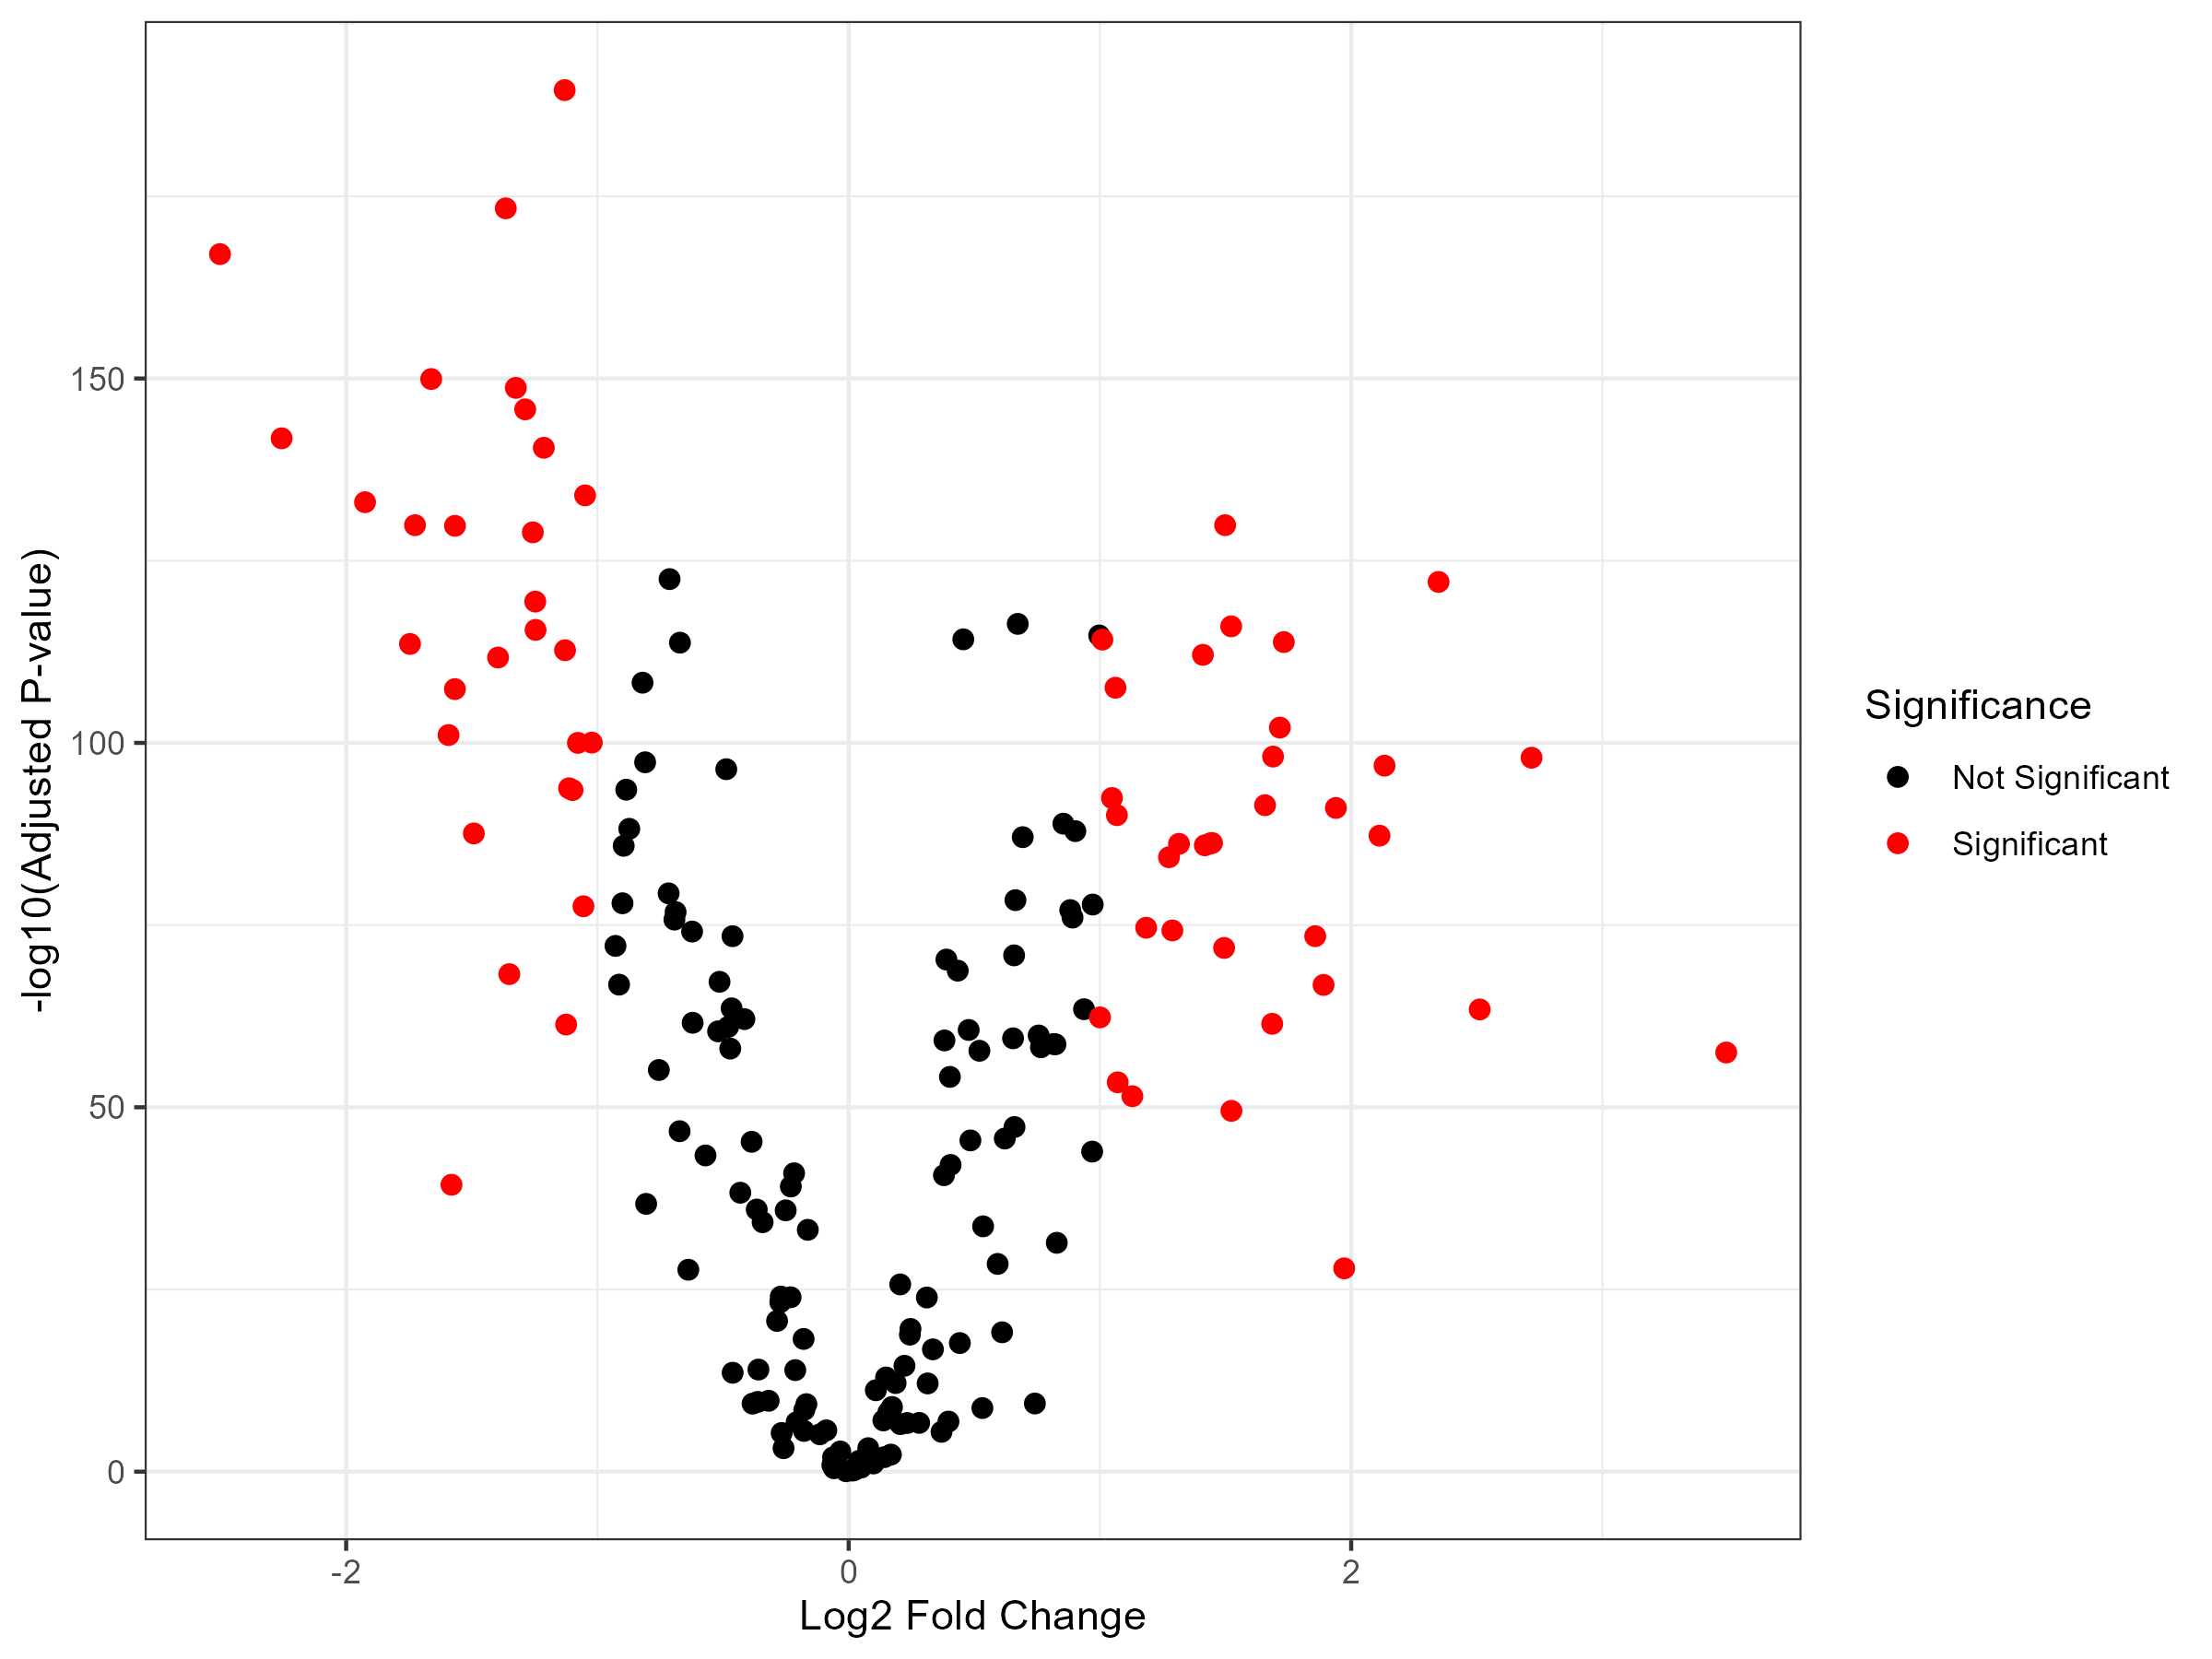 150
100
50
0
-log10(Adjusted P-value)
-2
0
2
Log2 Fold Change
Significance
Not Significant
Significant